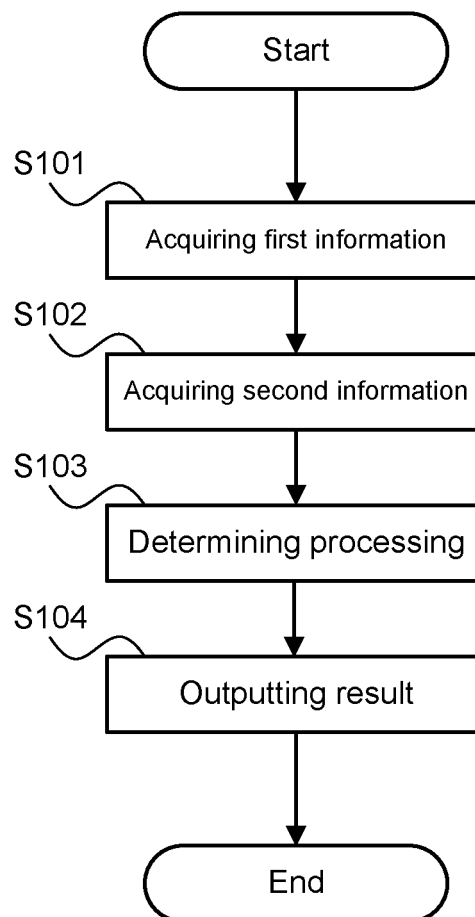 Start
S101
Acquiring first information
S102
Acquiring second information
S103
Determining processing
S104
Outputting result
End